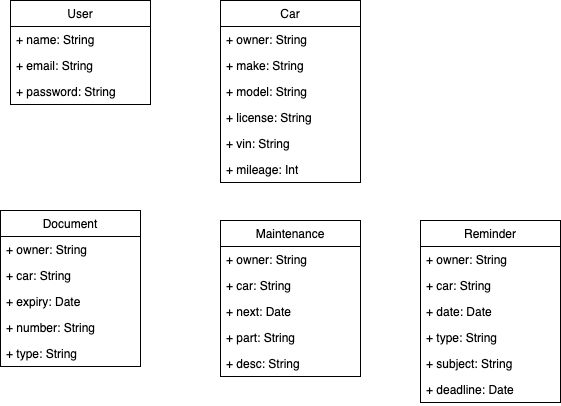 User
+ name: String
+ email: String
+ password: String
Car
+ owner: String
+ make: String
+ model: String
+ license: String
+ vin: String
+ mileage: Int
Document
+ owner: String
+ car: String
+ expiry: Date
+ number: String
+ type: String
Maintenance
+ owner: String
+ car: String
+ next: Date
+ part: String
+ desc: String
Reminder
+ owner: String
+ car: String
+ date: Date
+ type: String
+ subject: String
+ deadline: Date